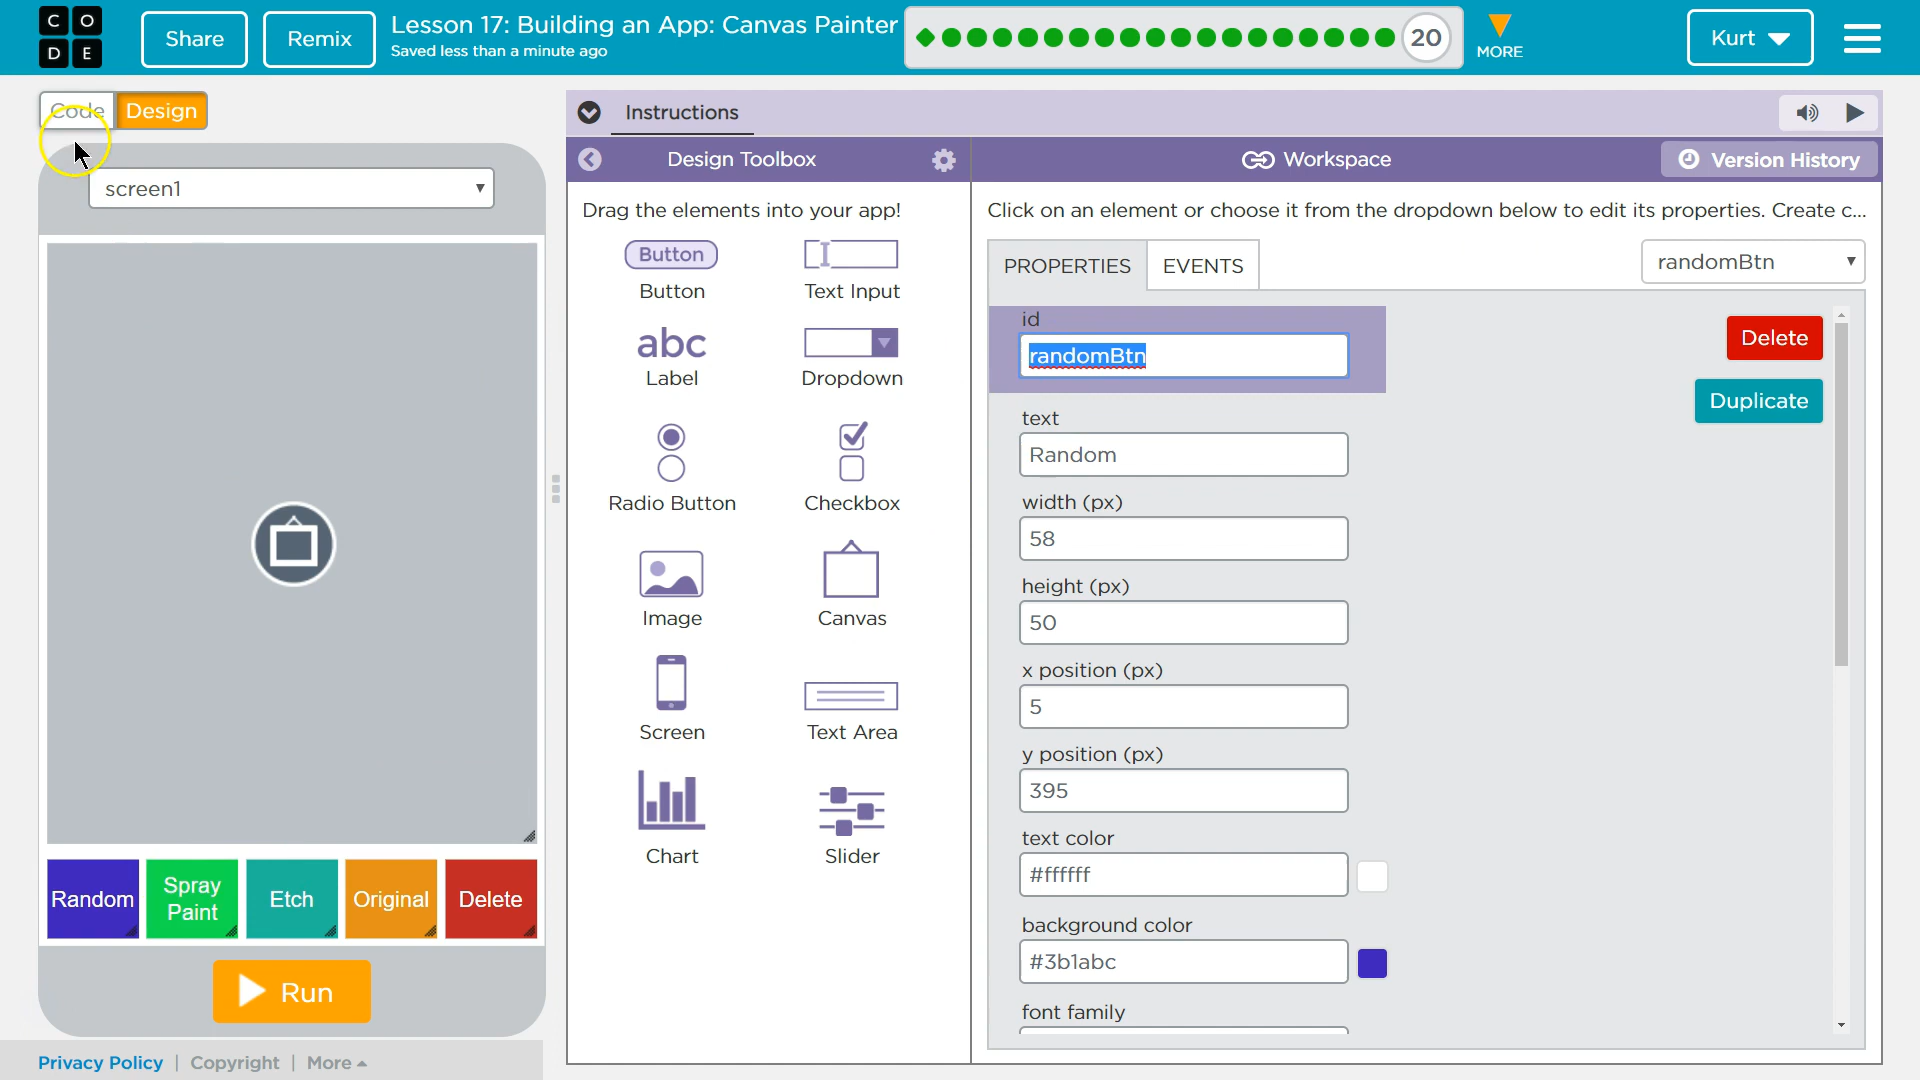 C O
D E
Share
Remix
Lesson 17: Building an App: Canvas Painter
Saved less than a minute ago
20
MORE
Kurt
Code
Design
Instructions
screen1
Design Toolbox
Workspace
Version History
Drag the elements into your app!
Click on an element or choose it from the dropdown below to edit its properties. Create c...
Button
Button
Text Input
abc
Label
Dropdown
Radio Button
Checkbox
Image
Canvas
Screen
Text Area
Chart
Slider
PROPERTIES
EVENTS
randomBtn
id
randomBtn
Delete
Duplicate
text
Random
width (px)
58
height (px)
50
x position (px)
5
y position (px)
395
text color
#ffffff
background color
#3b1abc
font family
Random
Spray
Paint
Etch
Original
Delete
Run
Privacy Policy | Copyright | More